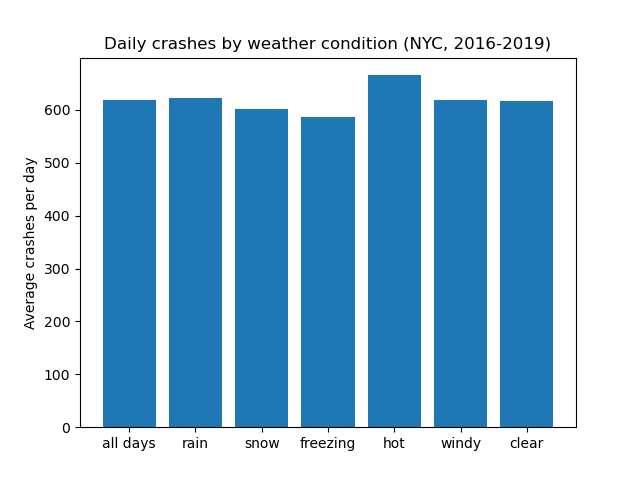 Daily crashes by weather condition (NYC, 2016-2019)
Average crashes per day
600
500
400
300
200
100
0
all days rain snow freezing hot windy clear